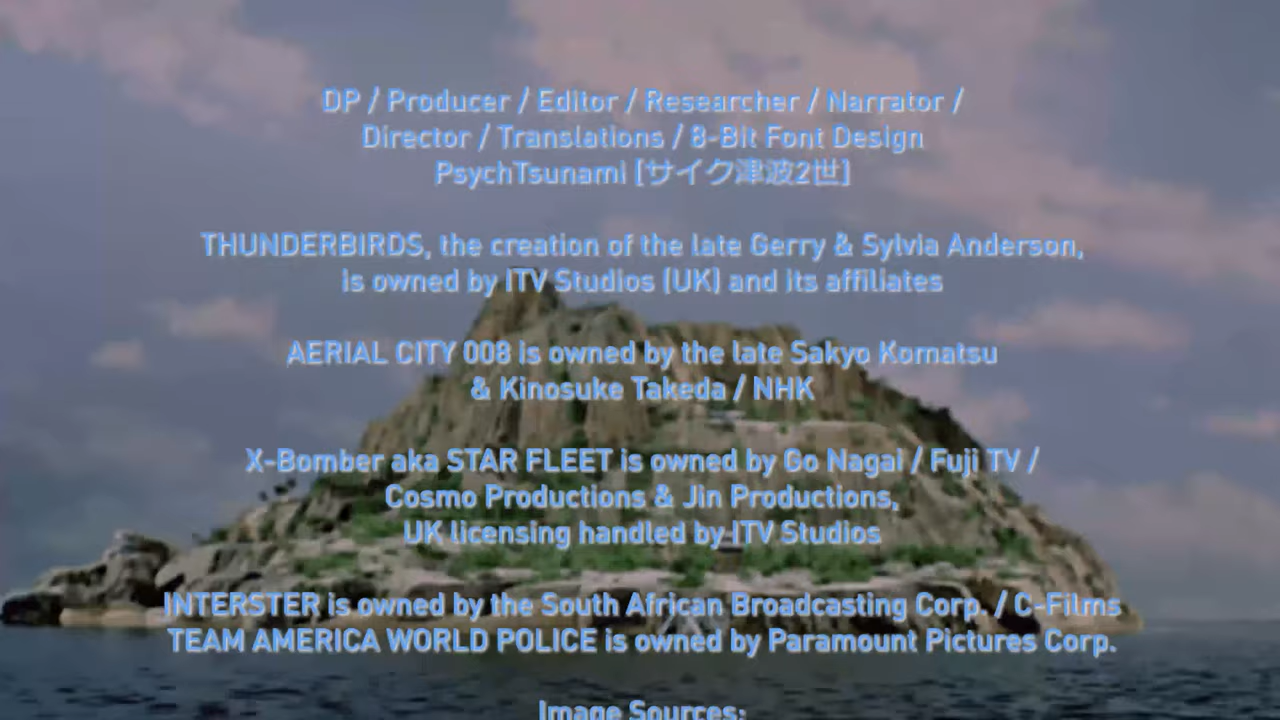 DP / Producer / Editor / Researcher / Narrator /
Director / Translations / 8-Bit Font Design
PsychTsunami [サイク津波2世]
THUNDERBIRDS, the creation of the late Gerry & Sylvia Anderson,
is owned by ITV Studios (UK) and its affiliates
AERIAL CITY 008 is owned by the late Sakyo Komatsu
& Kinosuke Takeda / NHK
X-Bomber aka STAR FLEET is owned by Go Nagai / Fuji TV /
Cosmo Productions & Jin Productions,
UK licensing handled by ITV Studios
INTERSTER is owned by the South African Broadcasting Corp. / C-Films
TEAM AMERICA WORLD POLICE is owned by Paramount Pictures Corp.
Image Sources: